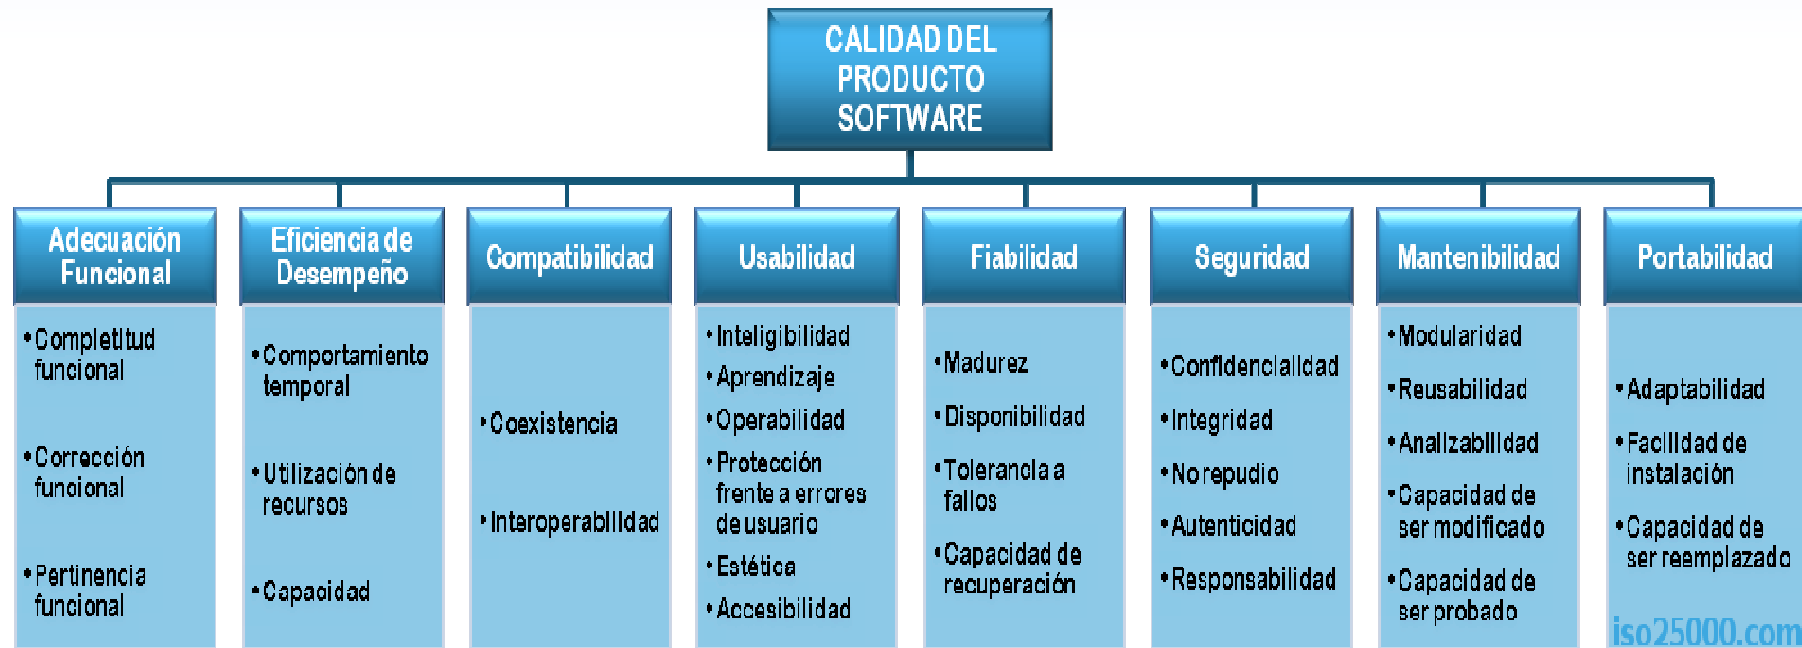 CALIDAD DEL
PRODUCTO
SOFTWARE
Adecuación
Funcional
• Completitud
funcional
• Corrección
funcional
• Pertinencia
funcional
Eficiencia de
Desempeño
• Comportamiento
temporal
• Utilización de
recursos
• Capacidad
Compatibilidad
• Coexistencia
• Interoperabilidad
Usabilidad
• Inteligibilidad
• Aprendizaje
• Operabilidad
• Protección
frente a errores
de usuario
• Estética
• Accesibilidad
Fiabilidad
• Madurez
• Disponibilidad
• Tolerancia a
fallos
• Capacidad de
recuperación
Seguridad
• Confidencialidad
• Integridad
• No repudio
• Autenticidad
• Responsabilidad
Mantenibilidad
• Modularidad
• Reusabilidad
• Analizabilidad
• Capacidad de
ser modificado
• Capacidad de
ser probado
Portabilidad
• Adaptabilidad
• Facilidad de
instalación
• Capacidad de
ser reemplazado
iso25000.com